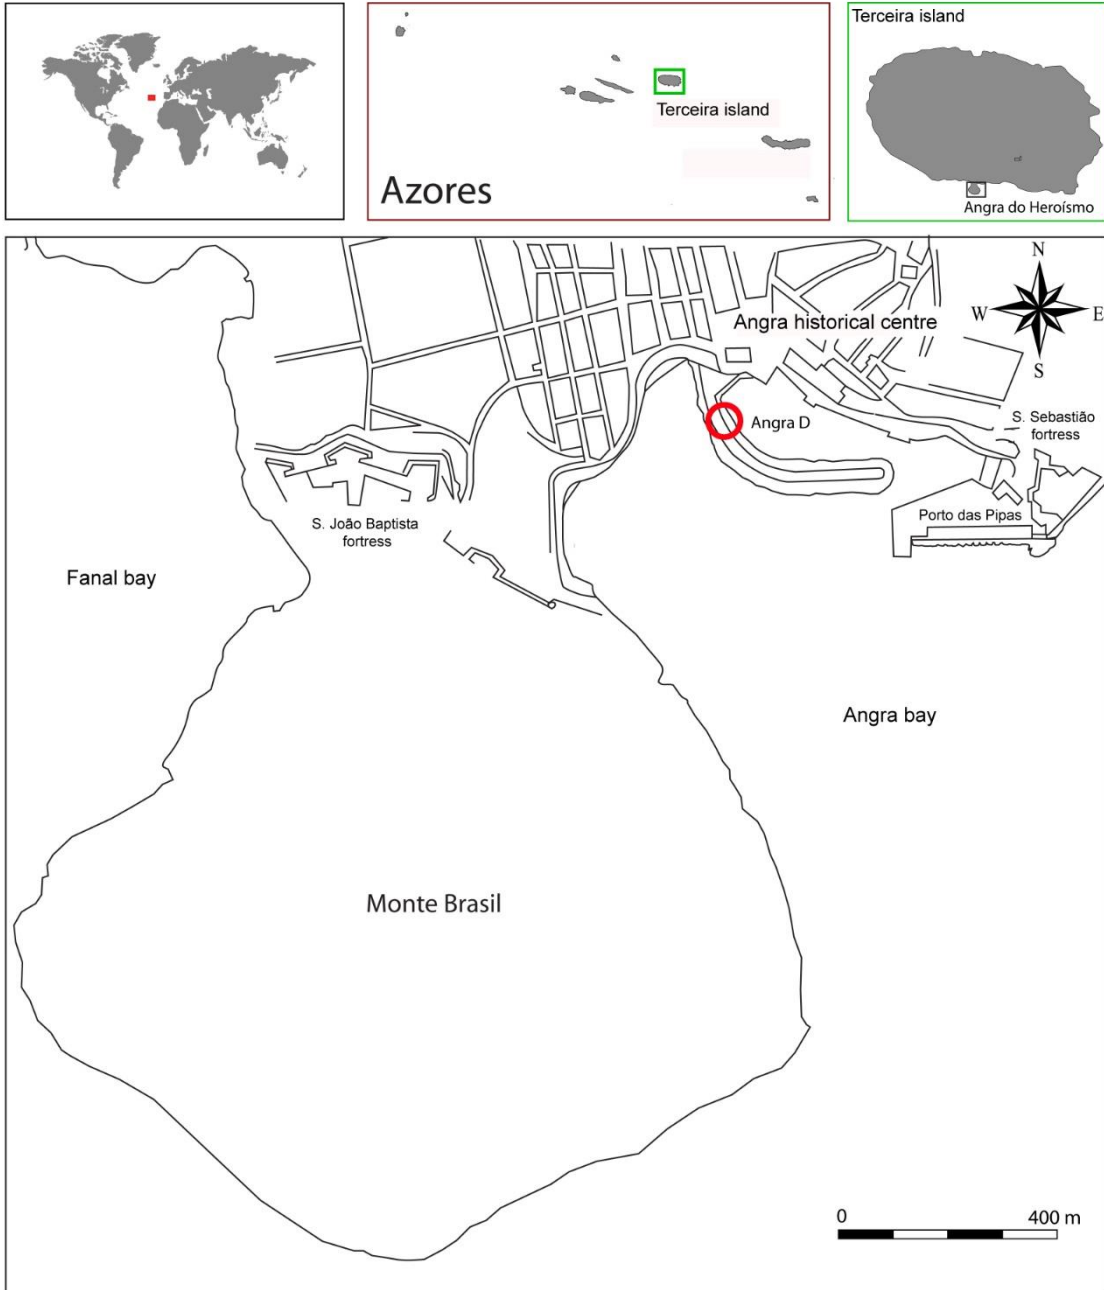 Terceira island
Terceira island
Azores
Angra do Heroísmo
N
Angra historical centre
W
E
S
Angra D
S. Sebastião
fortress
Porto das Pipas
S. João Baptista
fortress
Fanal bay
Angra bay
Monte Brasil
0
400 m